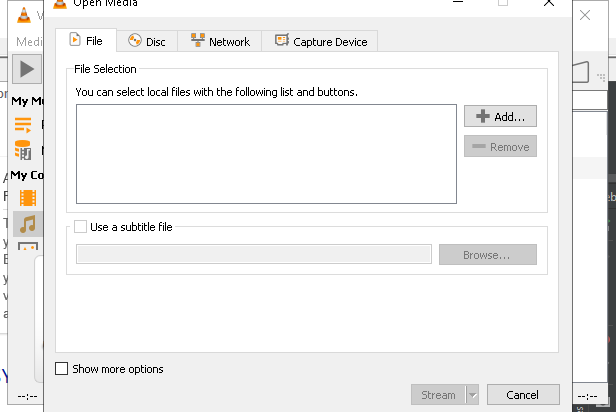 Open Media
Medi
File
Disc
Network
Capture Device
File Selection
You can select local files with the following list and buttons.
Add...
Remove
My Mu
My Co
Use a subtitle file
Browse...
Show more options
Stream
Cancel
--:--
--:--